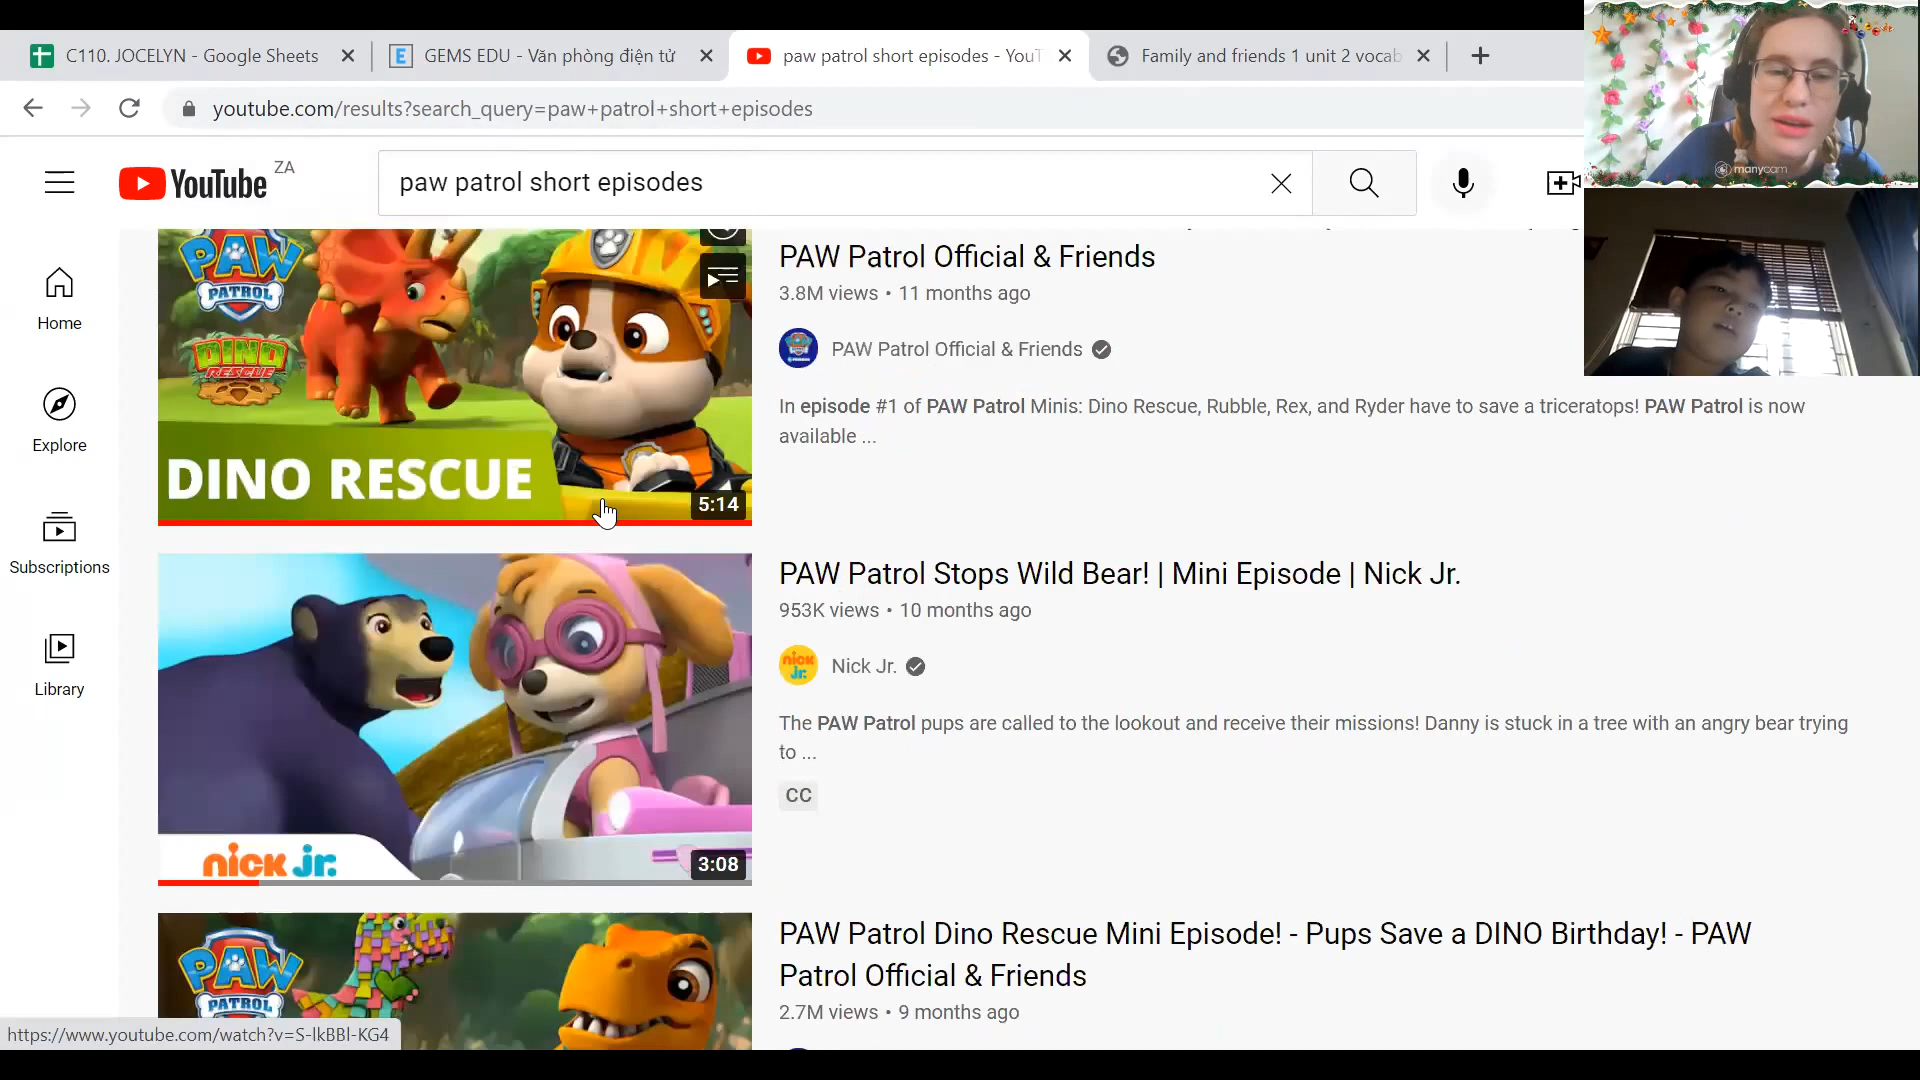 C110. JOCELYN - Google Sheets
GEMS EDU - Văn phòng điện tử
paw patrol short episodes - YouT
Family and friends 1 unit 2 vocab
youtube.com/results?search_query=paw+patrol+short+episodes
YouTube ZA
paw patrol short episodes
manycam
Home
Explore
Subscriptions
Library
PAW
PATROL
DINO
RESCUE
DINO RESCUE
5:14
PAW Patrol Official & Friends
3.8M views • 11 months ago
PAW Patrol Official & Friends
In episode #1 of PAW Patrol Minis: Dino Rescue, Rubble, Rex, and Ryder have to save a triceratops! PAW Patrol is now
available ...
nick jr.
3:08
PAW Patrol Stops Wild Bear! | Mini Episode | Nick Jr.
953K views • 10 months ago
nick jr.
Nick Jr.
The PAW Patrol pups are called to the lookout and receive their missions! Danny is stuck in a tree with an angry bear trying
to ...
CC
PAW
PATROL
PAW Patrol Dino Rescue Mini Episode! - Pups Save a DINO Birthday! - PAW
Patrol Official & Friends
2.7M views • 9 months ago
https://www.youtube.com/watch?v=S-lkBBI-KG4